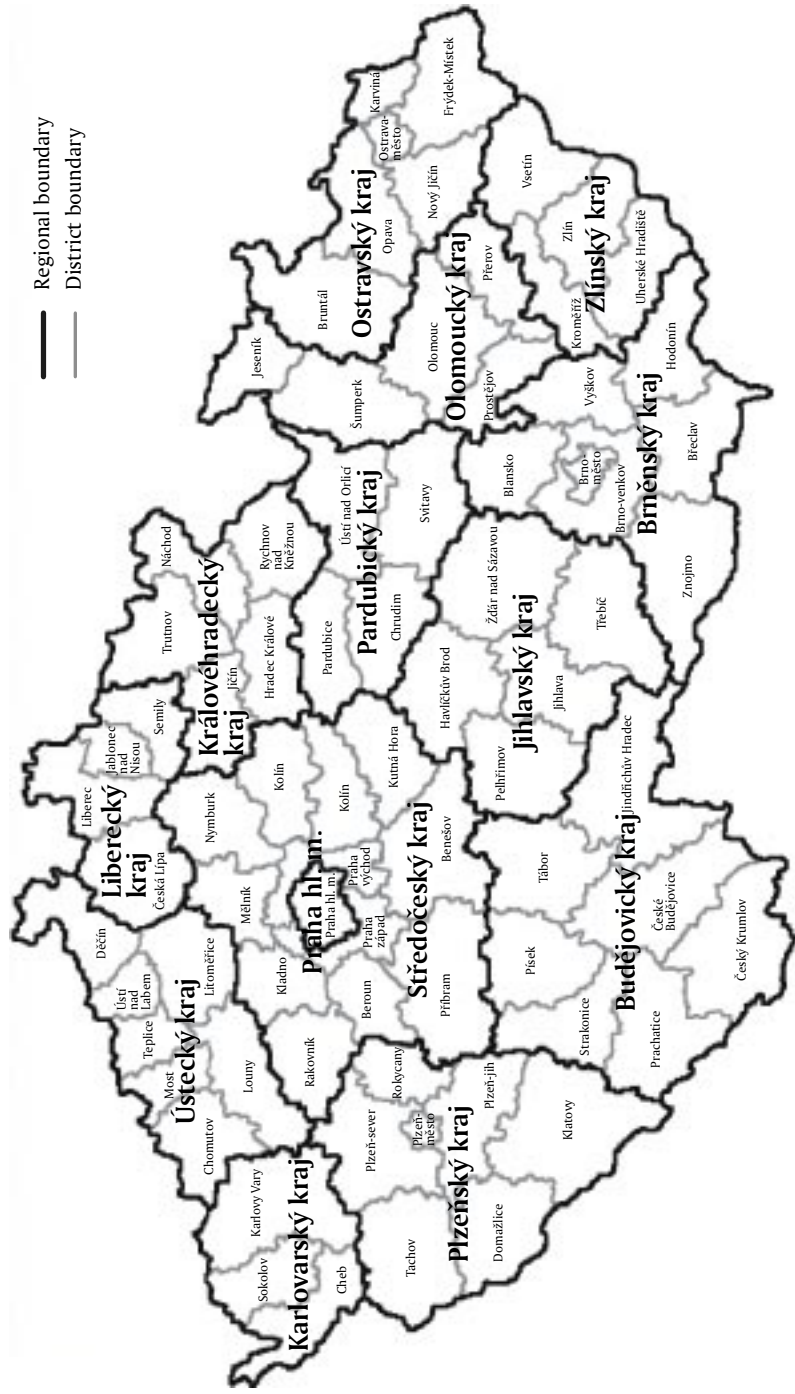 Regional boundary
District boundary
Děčín
Ústí
nad
Labem
Teplice
Most
Ústecký kraj
Litoměřice
Chomutov
Louny
Liberec
Jablonec
nad
Nisou
Semily
Liberecký
kraj
Česká Lípa
Trutnov
Náchod
Královéhradecký
kraj
Jičín
Rychnov
nad
Kněžnou
Hradec Králové
Karlovy Vary
Sokolov
Karlovarský kraj
Cheb
Mělník
Nymburk
Kladno
Rakovník
Praha hl. m.
Praha hl. m.
Kolín
Kolín
Praha
východ
Praha
západ
Beroun
Kutná Hora
Středočeský kraj
Benešov
Příbram
Plzeň-sever
Rokycany
Plzeň-
město
Tachov
Plzeňský kraj
Plzeň-jih
Domažlice
Klatovy
Písek
Tábor
Strakonice
Budějovický kraj
Jindřichův Hradec
Prachatice
České
Budějovice
Český Krumlov
Pardubice
Ústí nad Orlicí
Pardubický kraj
Chrudim
Svitavy
Havlíčkův Brod
Žďár nad Sázavou
Pelhřimov
Jihlavský kraj
Jihlava
Třebíč
Jeseník
Šumperk
Olomouc
Olomoucký kraj
Přerov
Prostějov
Bruntál
Ostravský kraj
Opava
Karviná
Ostrava-
město
Nový Jičín
Frýdek-Místek
Vsetín
Zlín
Kroměříž
Zlínský kraj
Uherské Hradiště
Blansko
Vyškov
Brno-
město
Brno-venkov
Brněnský kraj
Hodonín
Břeclav
Znojmo